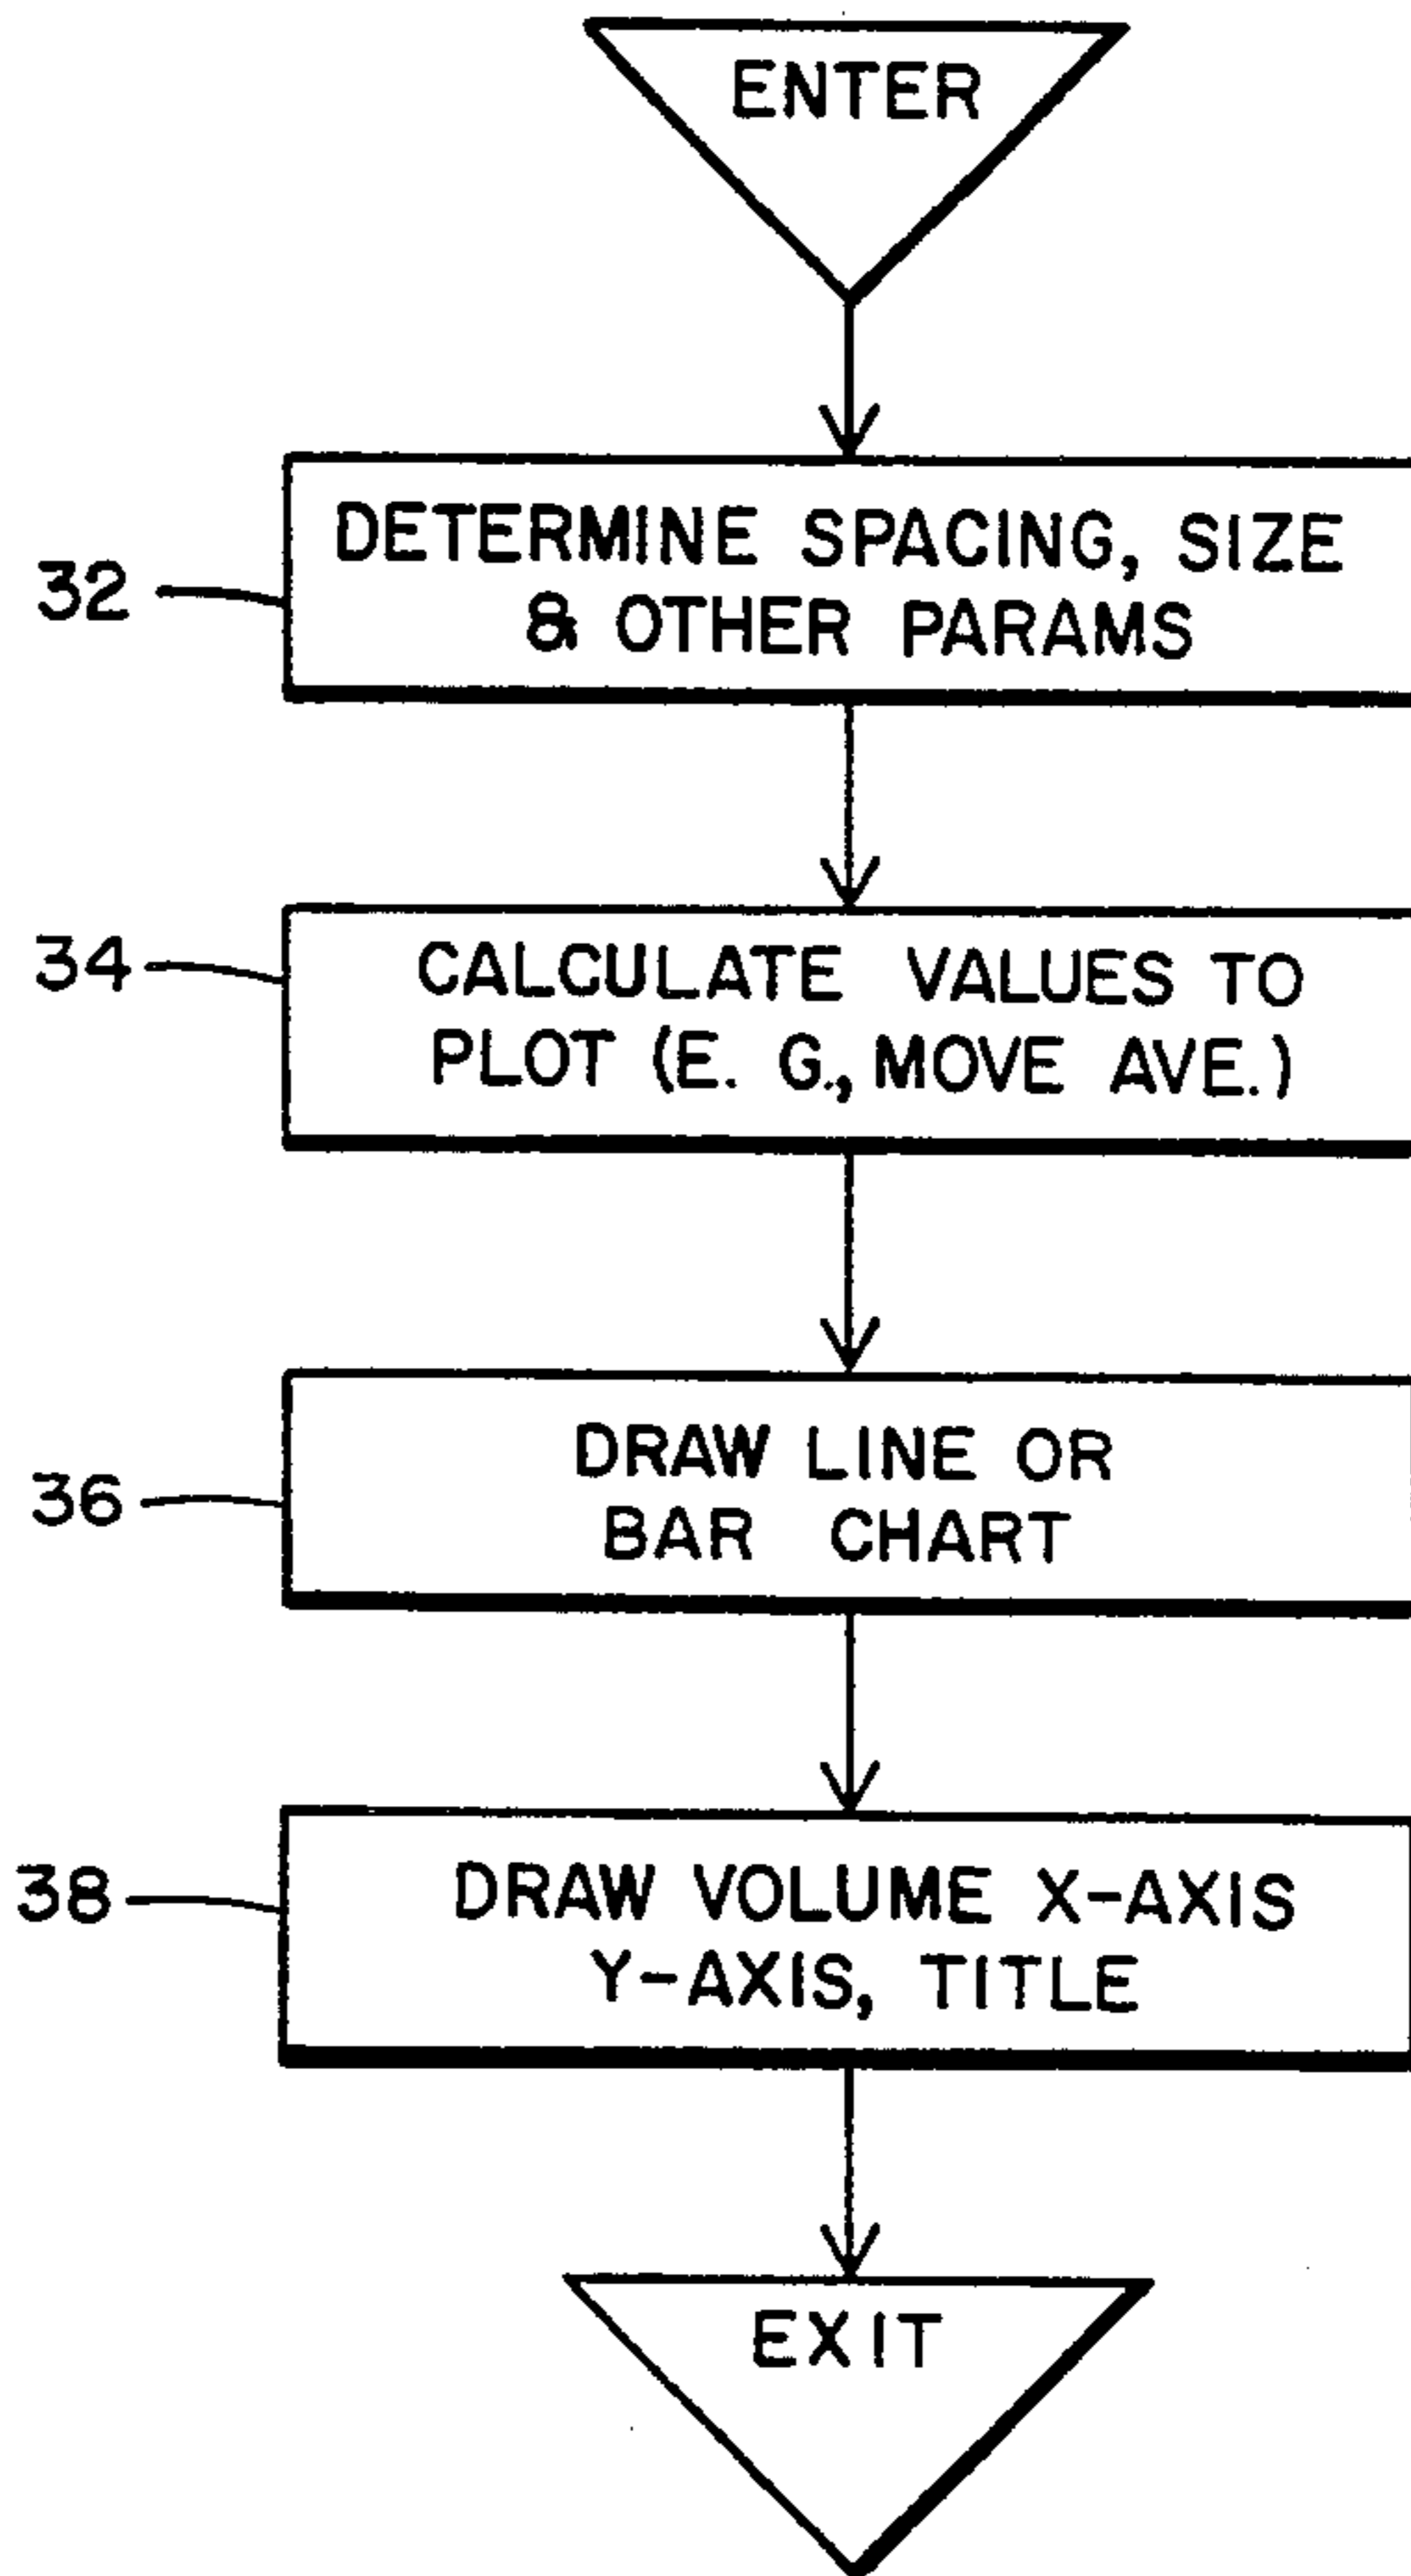 ENTER
32
DETERMINE SPACING, SIZE
& OTHER PARAMS
34
CALCULATE VALUES TO
PLOT (E. G., MOVE AVE.)
36
DRAW LINE OR
BAR CHART
38
DRAW VOLUME X-AXIS
Y-AXIS, TITLE
EXIT